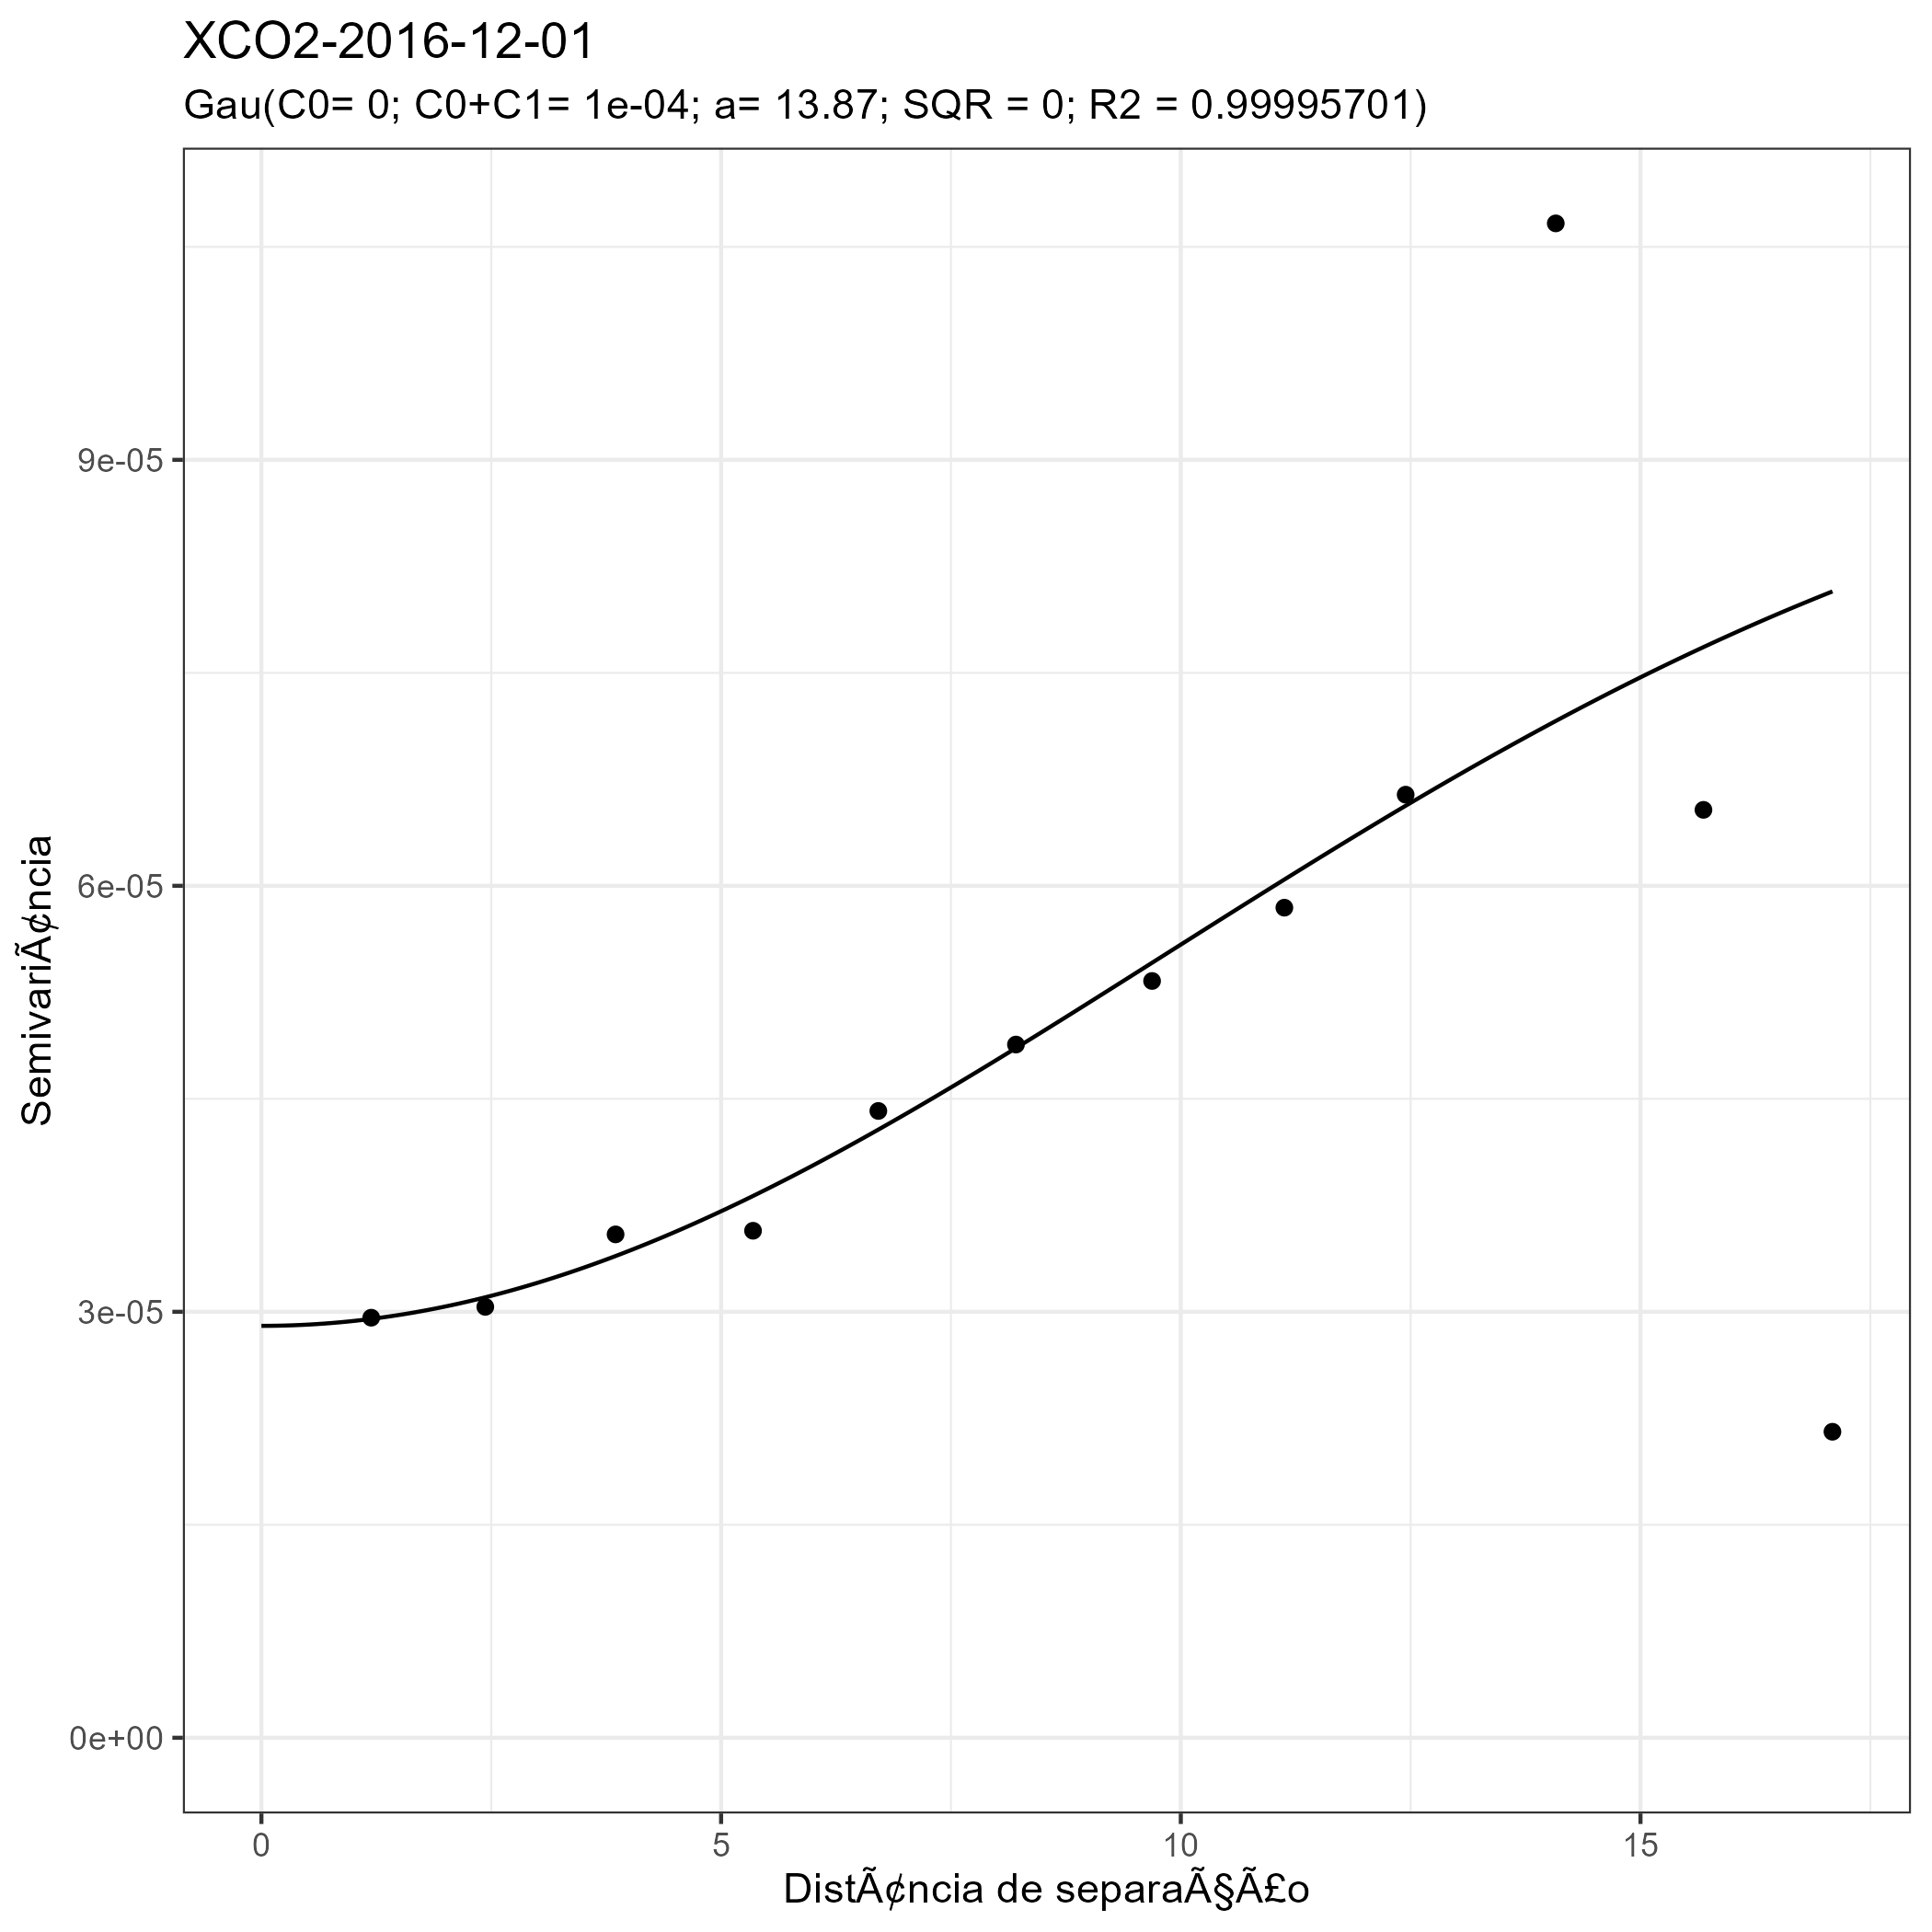 XCO2-2016-12-01
Gau(C0= 0; C0+C1= 1e-04; a= 13.87; SQR = 0; R2 = 0.99995701)
SemivariÃ¢ncia
9e-05
6e-05
3e-05
0e+00
0 5 10 15
DistÃ¢ncia de separaÃ§Ã£o